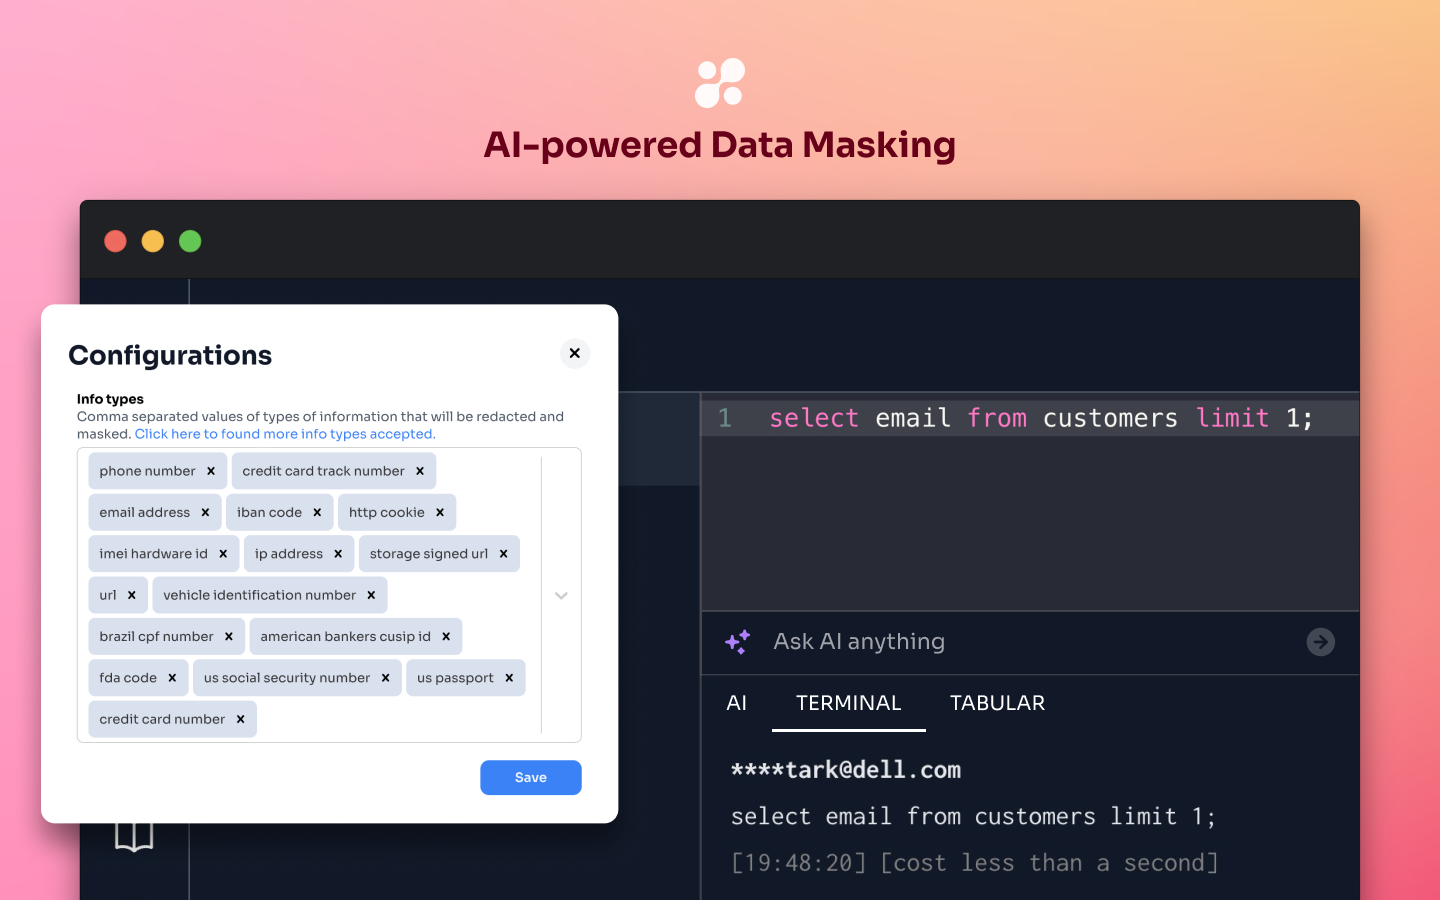 AI-powered Data Masking
Configurations
Info types
Comma separated values of types of information that will be redacted and
masked. Click here to found more info types accepted.
phone number × credit card track number ×
email address × iban code × http cookie ×
imei hardware id × ip address × storage signed url ×
url × vehicle identification number ×
brazil cpf number × american bankers cusip id ×
fda code × us social security number × us passport ×
credit card number ×
Save
1 select email from customers limit 1;
Ask AI anything
AI TERMINAL TABULAR
****tark@dell.com
select email from customers limit 1;
[19:48:20] [cost less than a second]